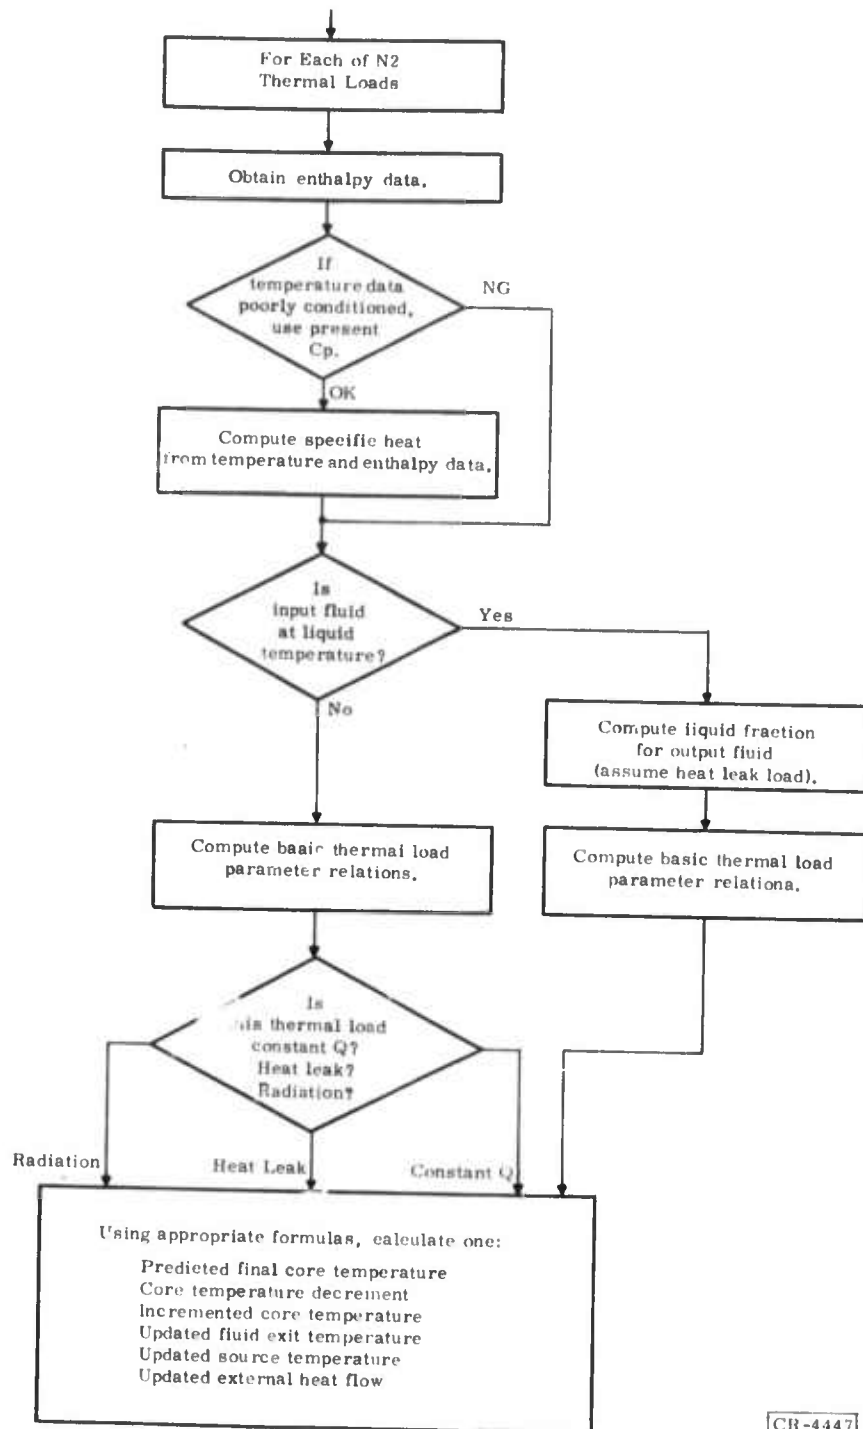 For Each of N2
Thermal Loads
Obtain enthalpy data.
If
temperature data
poorly conditioned,
use present
Cp.
NG
OK
Compute specific heat
from temperature and enthalpy data.
Is
input fluid
at liquid
temperature?
Yes
No
Compute liquid fraction
for output fluid
(assume heat leak load).
Compute baaic thermal load
parameter relations.
Compute basic thermal load
parameter relationa.
Is
this thermal load
constant Q?
Heat leak?
Radiation?
Radiation
Heat Leak
Constant Q
Using appropriate formulas, calculate one:
Predicted final core temperature
Core temperature decrement
Incremented core temperature
Updated fluid exit temperature
Updated source temperature
Updated external heat flow
CR-4447